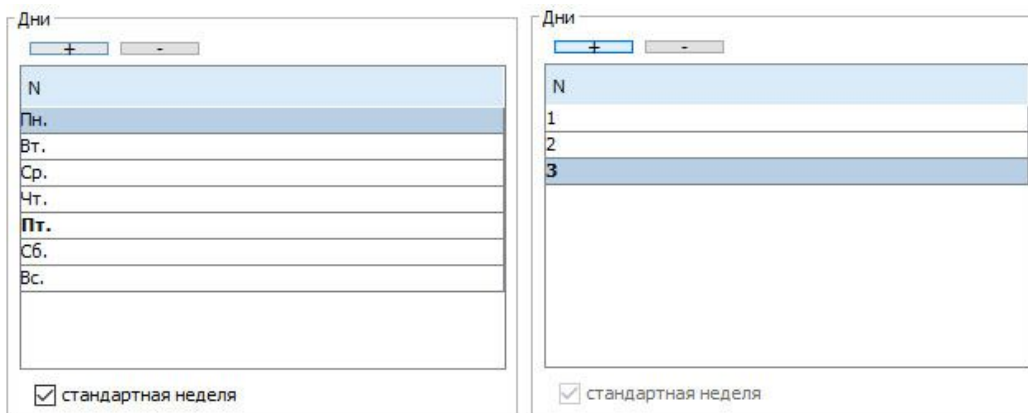 Дни
+ -
N
Пн.
Вт.
Ср.
Чт.
Пт.
Сб.
Вс.
стандартная неделя
Дни
+ -
N
1
2
3
стандартная неделя